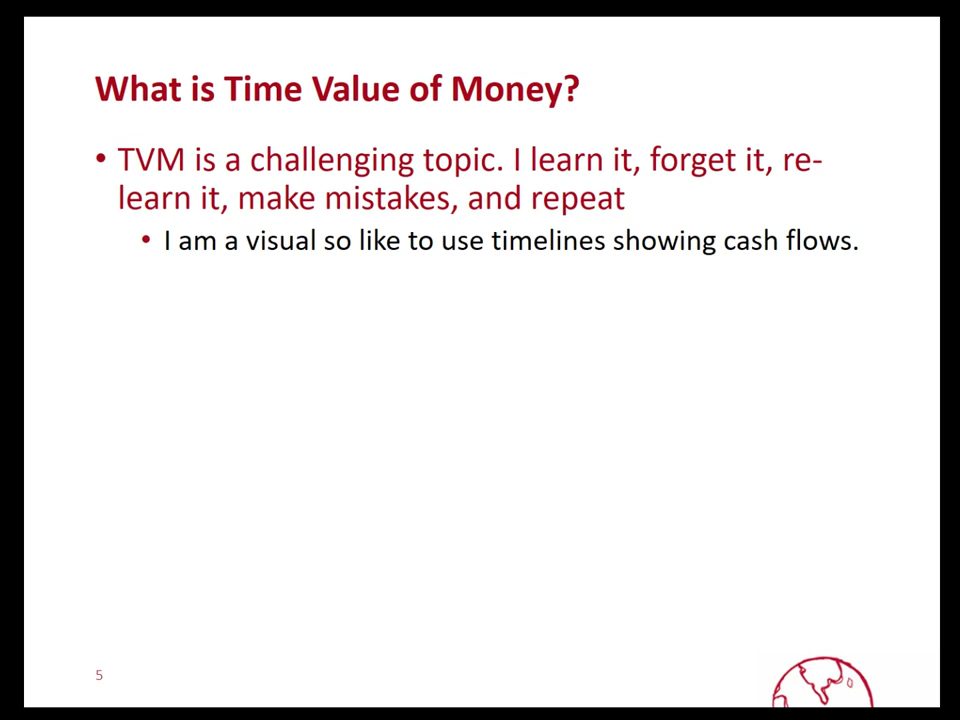 What is Time Value of Money?
• TVM is a challenging topic. I learn it, forget it, re-
learn it, make mistakes, and repeat
• I am a visual so like to use timelines showing cash flows.
5